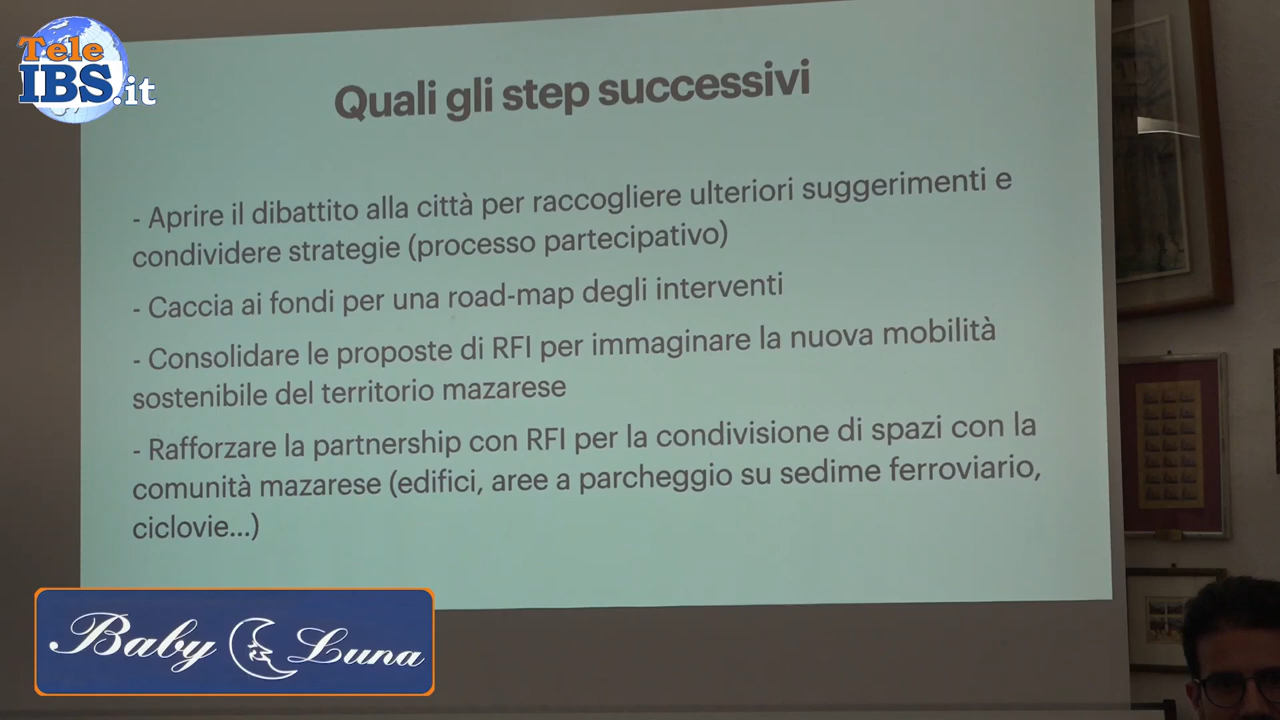 Tele
IBS.it
Quali gli step successivi
- Aprire il dibattito alla città per raccogliere ulteriori suggerimenti e
condividere strategie (processo partecipativo)
- Caccia ai fondi per una road-map degli interventi
- Consolidare le proposte di RFI per immaginare la nuova mobilità
sostenibile del territorio mazarese
- Rafforzare la partnership con RFI per la condivisione di spazi con la
comunità mazarese (edifici, aree a parcheggio su sedime ferroviario,
ciclovie...)
Baby Luna